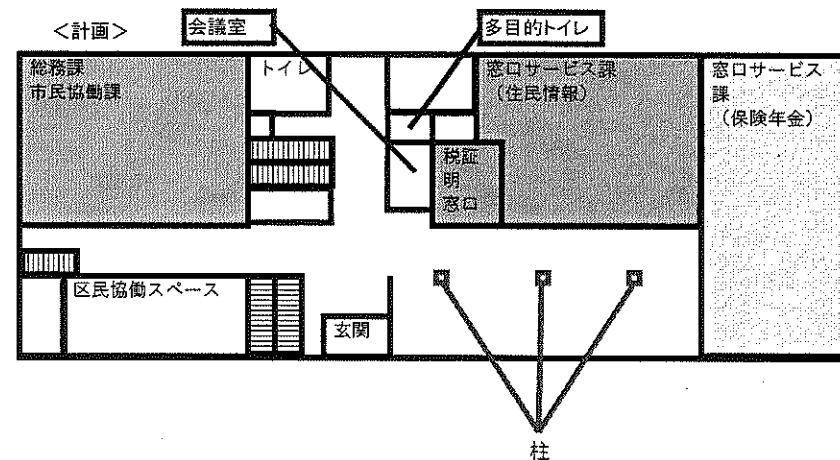 ＜計画＞
会議室
多目的トイレ
総務課
市民協働課
トイレ
窓口サービス課
（住民情報）
窓口サービス
課
（保険年金）
税証
明
窓口
区民協働スペース
玄関
柱